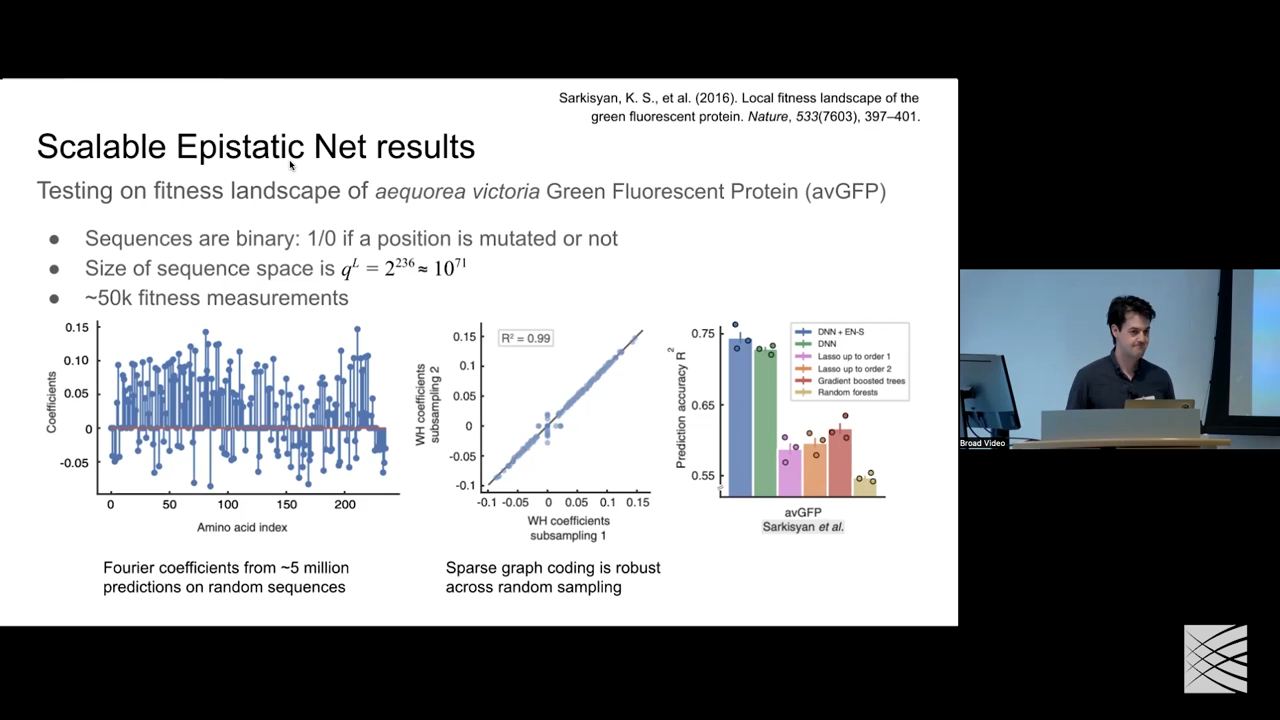 Sarkisyan, K. S., et al. (2016). Local fitness landscape of the
green fluorescent protein. Nature, 533(7603), 397–401.
Scalable Epistatic Net results
Testing on fitness landscape of aequorea victoria Green Fluorescent Protein (avGFP)
● Sequences are binary: 1/0 if a position is mutated or not
● Size of sequence space is q^L = 2^236 ≈ 10^71
● ~50k fitness measurements
Coefficients
0.15
0.10
0.05
0
-0.05
0 50 100 150 200
Amino acid index
Fourier coefficients from ~5 million
predictions on random sequences
WH coefficients
subsampling 2
R² = 0.99
0.15
0.1
0.05
0
-0.05
-0.1
-0.1 -0.05 0 0.05 0.1 0.15
WH coefficients
subsampling 1
Sparse graph coding is robust
across random sampling
Prediction accuracy R²
0.75
0.65
0.55
DNN + EN-S
DNN
Lasso up to order 1
Lasso up to order 2
Gradient boosted trees
Random forests
avGFP
Sarkisyan et al.
Broad Video